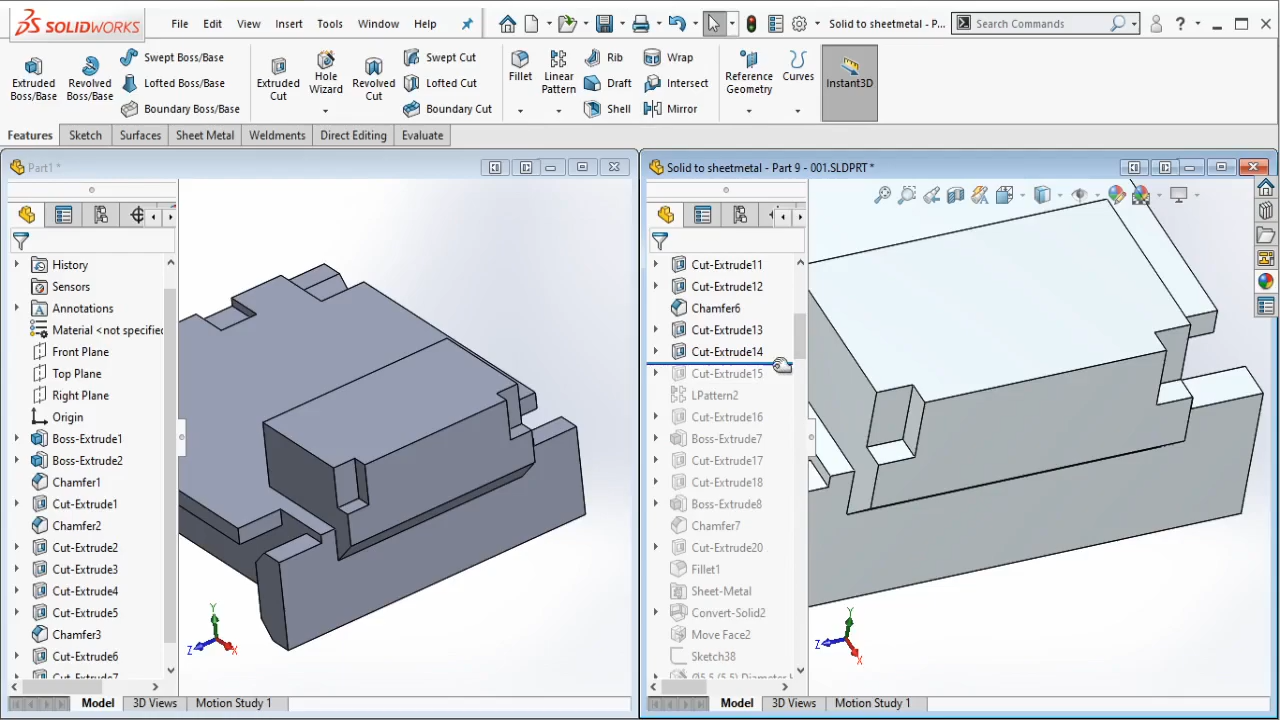 SOLIDWORKS
File Edit View Insert Tools Window Help
Solid to sheetmetal - P...
Search Commands
?
Extruded Boss/Base
Revolved Boss/Base
Swept Boss/Base
Lofted Boss/Base
Boundary Boss/Base
Extruded Cut
Hole Wizard
Revolved Cut
Swept Cut
Lofted Cut
Boundary Cut
Fillet
Linear Pattern
Rib
Draft
Shell
Wrap
Intersect
Mirror
Reference Geometry
Curves
Instant3D
Features Sketch Surfaces Sheet Metal Weldments Direct Editing Evaluate
Part1 *
History
Sensors
Annotations
Material <not specified
Front Plane
Top Plane
Right Plane
Origin
Boss-Extrude1
Boss-Extrude2
Chamfer1
Cut-Extrude1
Chamfer2
Cut-Extrude2
Cut-Extrude3
Cut-Extrude4
Cut-Extrude5
Chamfer3
Cut-Extrude6
Cut-Extrude7
Y
Z
X
Model 3D Views Motion Study 1
Solid to sheetmetal - Part 9 - 001.SLDPRT *
Cut-Extrude11
Cut-Extrude12
Chamfer6
Cut-Extrude13
Cut-Extrude14
Cut-Extrude15
LPattern2
Cut-Extrude16
Boss-Extrude7
Cut-Extrude17
Cut-Extrude18
Boss-Extrude8
Chamfer7
Cut-Extrude20
Fillet1
Sheet-Metal
Convert-Solid2
Move Face2
Sketch38
Ø5.5 (5.5) Diameter
Y
Z
X
Model 3D Views Motion Study 1